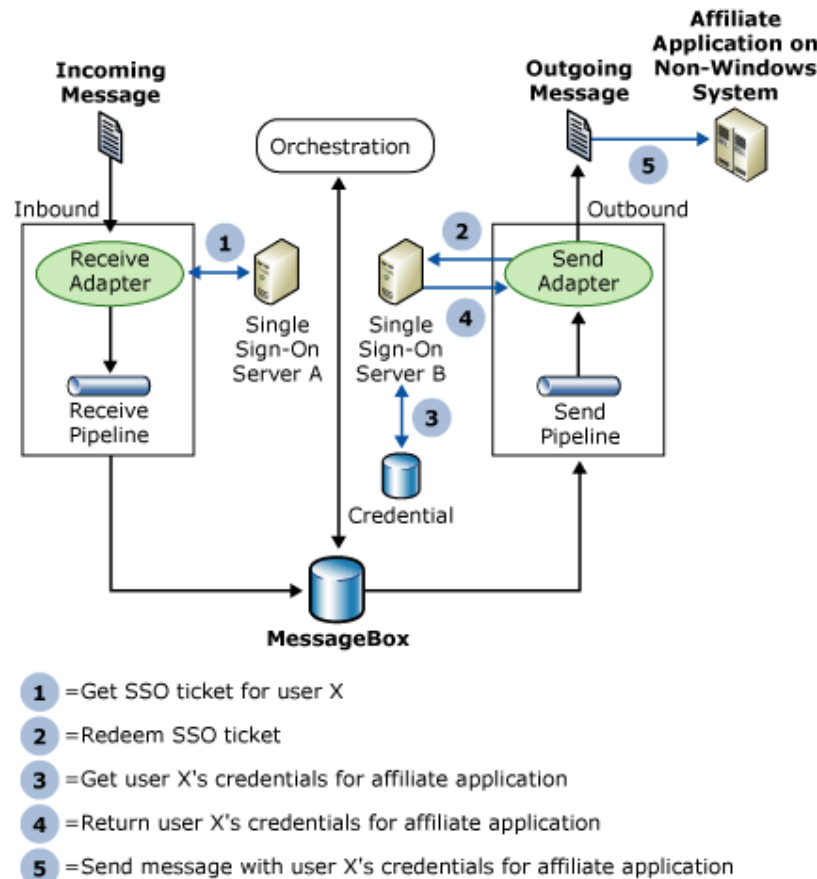 Incoming
Message
Outgoing
Message
Affiliate
Application on
Non-Windows
System
Orchestration
5
Inbound
Outbound
1
2
Receive
Adapter
Send
Adapter
4
Single
Sign-On
Server A
Single
Sign-On
Server B
3
Receive
Pipeline
Send
Pipeline
Credential
MessageBox
1 =Get SSO ticket for user X
2 =Redeem SSO ticket
3 =Get user X's credentials for affiliate application
4 =Return user X's credentials for affiliate application
5 =Send message with user X's credentials for affiliate application